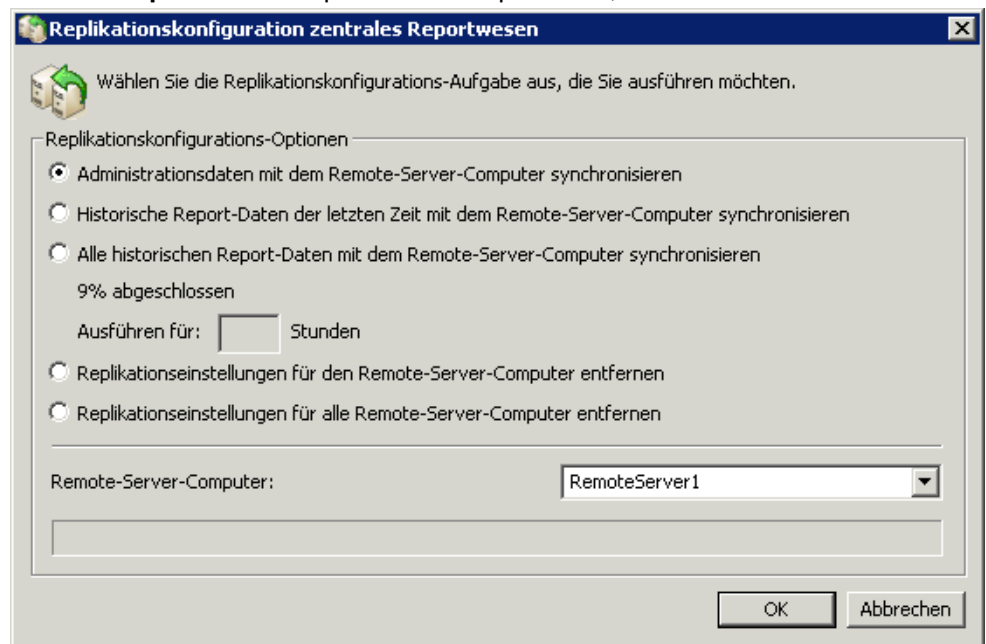 Replikationskonfiguration zentrales Reportwesen
Wählen Sie die Replikationskonfigurations-Aufgabe aus, die Sie ausführen möchten.
Replikationskonfigurations-Optionen
Administrationsdaten mit dem Remote-Server-Computer synchronisieren
Historische Report-Daten der letzten Zeit mit dem Remote-Server-Computer synchronisieren
Alle historischen Report-Daten mit dem Remote-Server-Computer synchronisieren
9% abgeschlossen
Ausführen für: Stunden
Replikationseinstellungen für den Remote-Server-Computer entfernen
Replikationseinstellungen für alle Remote-Server-Computer entfernen
Remote-Server-Computer: RemoteServer1
OK Abbrechen